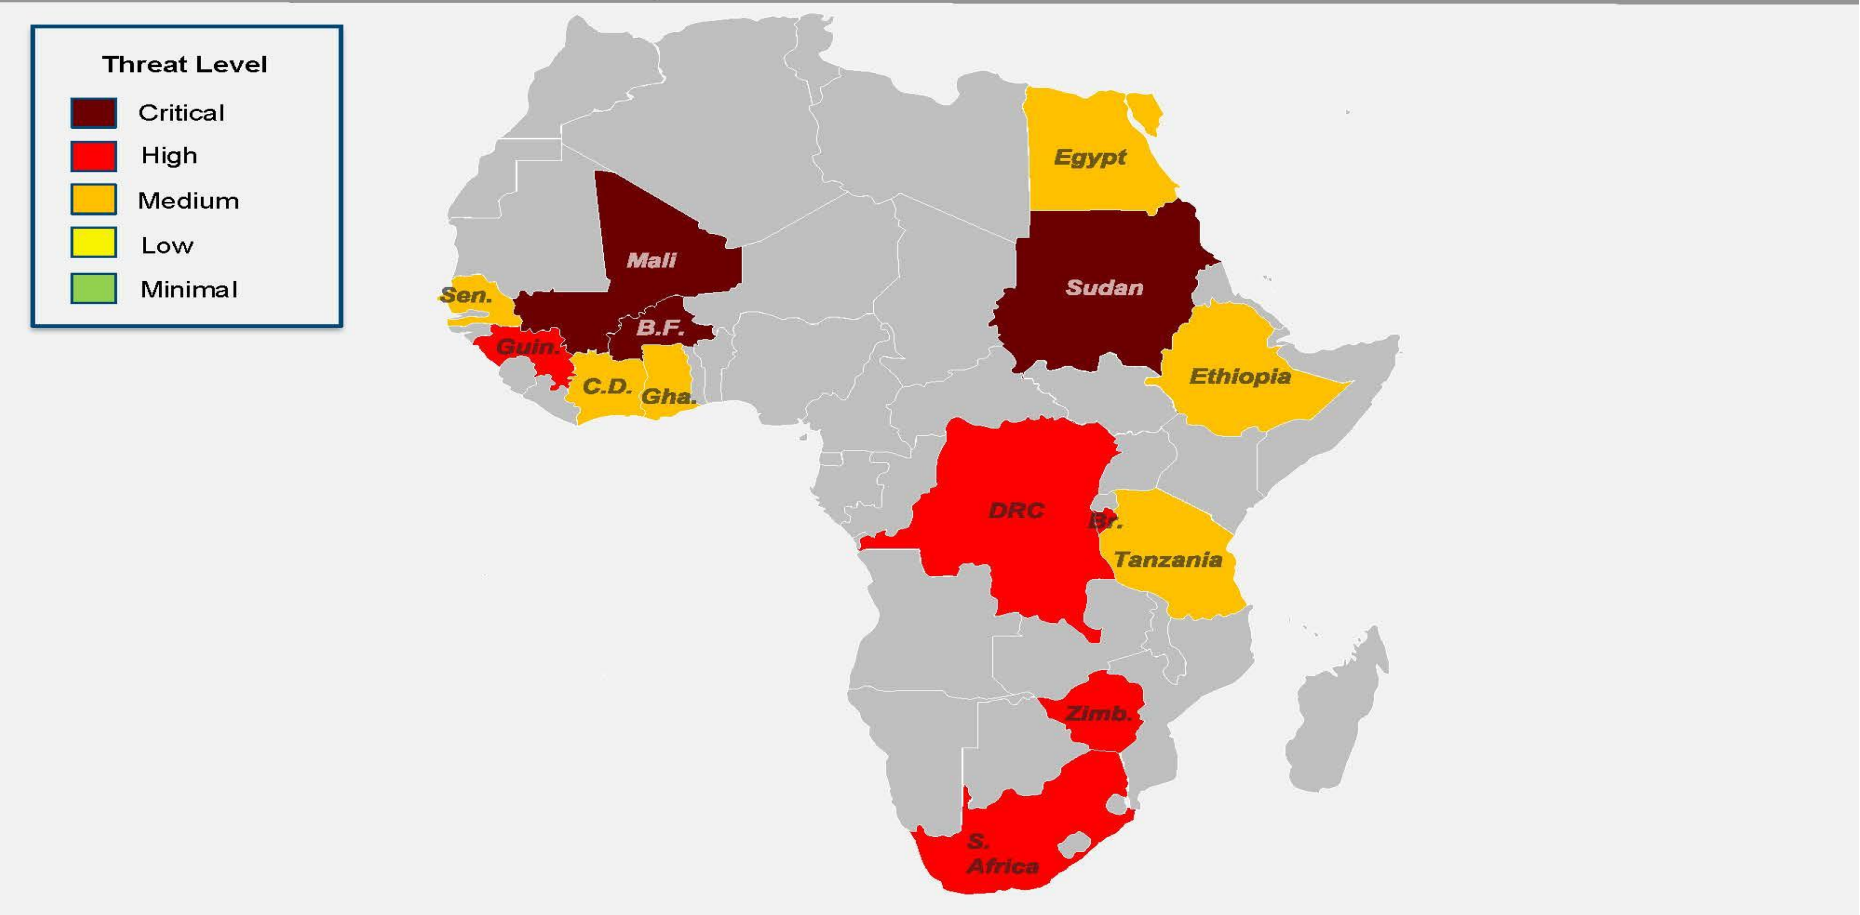 Threat Level
Critical
High
Medium
Low
Minimal
Egypt
Mali
Sudan
Sen.
B.F.
Guin.
Ethiopia
C.D.
Gha.
DRC
Br.
Tanzania
Zimb.
S.
Africa